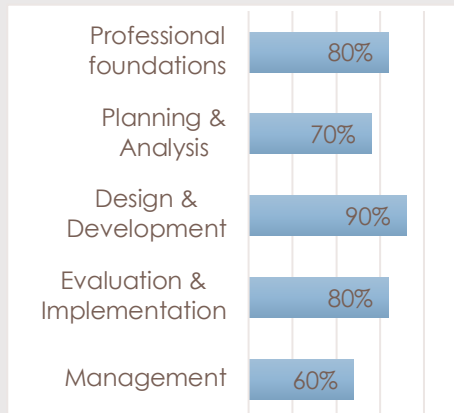 Professional
foundations
80%
Planning &
Analysis
70%
Design &
Development
90%
Evaluation &
Implementation
80%
Management
60%